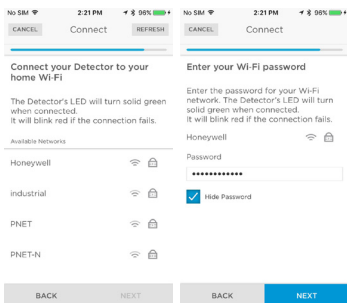 No SIM 2:21 PM 96%
CANCEL Connect REFRESH
Connect your Detector to your
home Wi-Fi
The Detector's LED will turn solid green
when connected.
It will blink red if the connection fails.
Available Networks
Honeywell
industrial
PNET
PNET-N
BACK NEXT
No SIM 2:21 PM 96%
CANCEL Connect
Enter your Wi-Fi password
Enter the password for your Wi-Fi
network. The Detector's LED will turn
solid green when connected.
It will blink red if the connection fails.
Honeywell
Password
••••••••••••
Hide Password
BACK NEXT